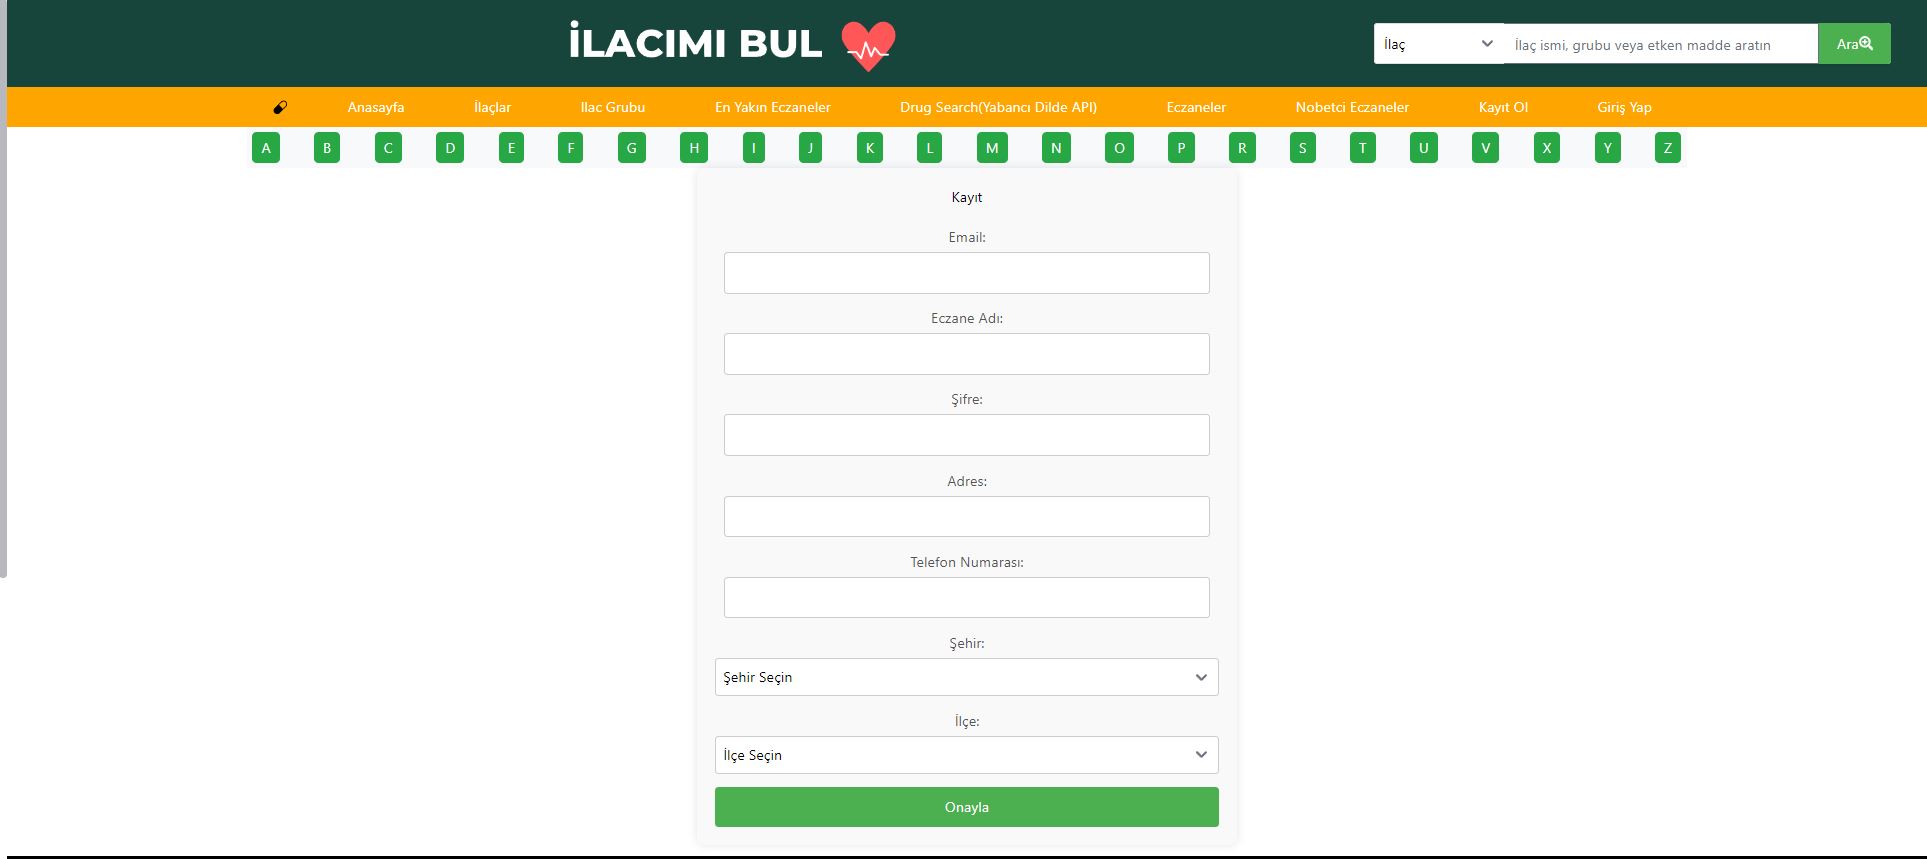 İLACIMI BUL
İlaç
İlaç ismi, grubu veya etken madde aratın
Ara
Anasayfa İlaçlar Ilac Grubu En Yakın Eczaneler Drug Search(Yabancı Dilde API) Eczaneler Nobetci Eczaneler Kayıt Ol Giriş Yap
A B C D E F G H I J K L M N O P R S T U V X Y Z
Kayıt
Email:
Eczane Adı:
Şifre:
Adres:
Telefon Numarası:
Şehir:
Şehir Seçin
İlçe:
İlçe Seçin
Onayla